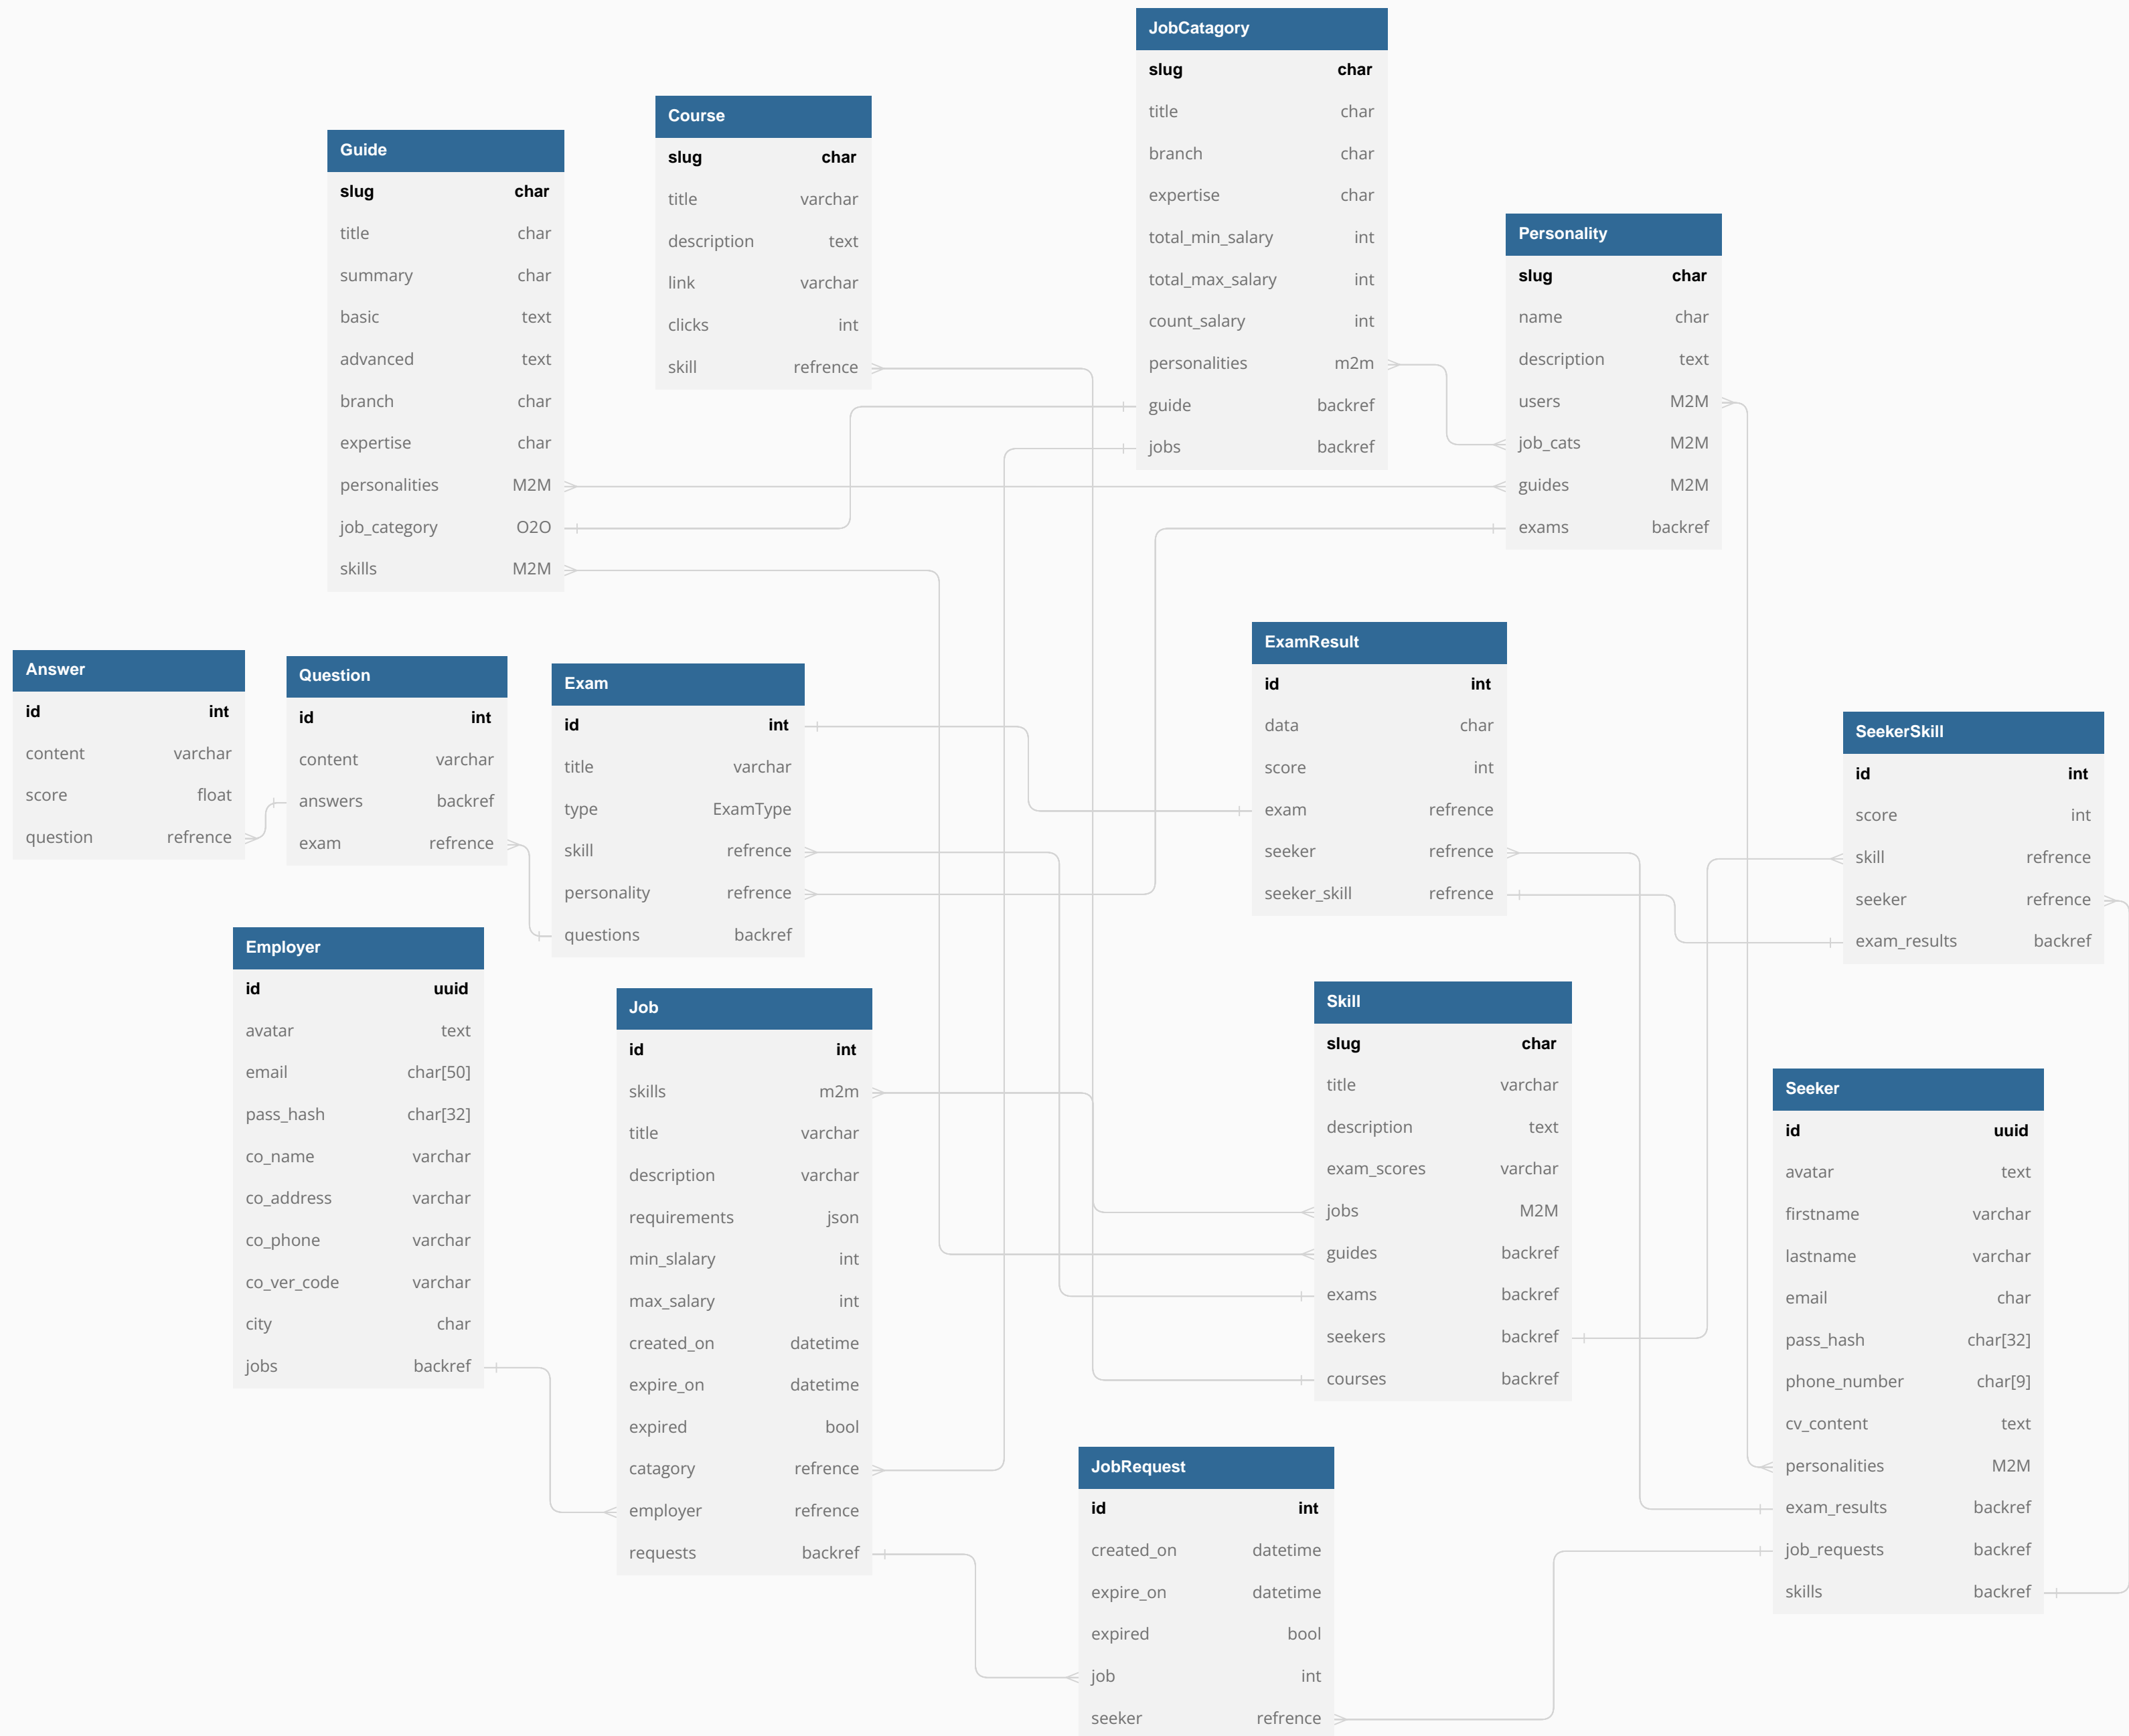 JobCatagory
slug char
title char
branch char
expertise char
total_min_salary int
total_max_salary int
count_salary int
personalities m2m
guide backref
jobs backref
Course
slug char
title varchar
description text
link varchar
clicks int
skill refrence
Guide
slug char
title char
summary char
basic text
advanced text
branch char
expertise char
personalities M2M
job_category O2O
skills M2M
Personality
slug char
name char
description text
users M2M
job_cats M2M
guides M2M
exams backref
Answer
id int
content varchar
score float
question refrence
Question
id int
content varchar
answers backref
exam refrence
Exam
id int
title varchar
type ExamType
skill refrence
personality refrence
questions backref
ExamResult
id int
data char
score int
exam refrence
seeker refrence
seeker_skill refrence
SeekerSkill
id int
score int
skill refrence
seeker refrence
exam_results backref
Employer
id uuid
avatar text
email char[50]
pass_hash char[32]
co_name varchar
co_address varchar
co_phone varchar
co_ver_code varchar
city char
jobs backref
Job
id int
skills m2m
title varchar
description varchar
requirements json
min_slalary int
max_salary int
created_on datetime
expire_on datetime
expired bool
catagory refrence
employer refrence
requests backref
Skill
slug char
title varchar
description text
exam_scores varchar
jobs M2M
guides backref
exams backref
seekers backref
courses backref
Seeker
id uuid
avatar text
firstname varchar
lastname varchar
email char
pass_hash char[32]
phone_number char[9]
cv_content text
personalities M2M
exam_results backref
job_requests backref
skills backref
JobRequest
id int
created_on datetime
expire_on datetime
expired bool
job int
seeker refrence